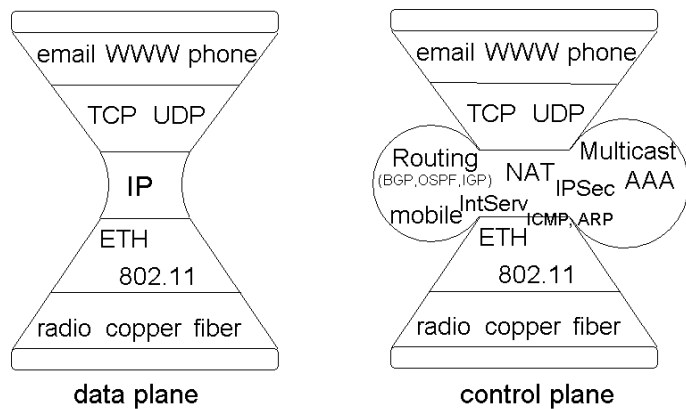 email WWW phone
TCP UDP
IP
ETH
802.11
radio copper fiber
data plane
email WWW phone
TCP UDP
Routing
(BGP,OSPF,IGP)
mobile
NAT
IntServ
IPSec
Multicast
AAA
ICMP, ARP
ETH
802.11
radio copper fiber
control plane